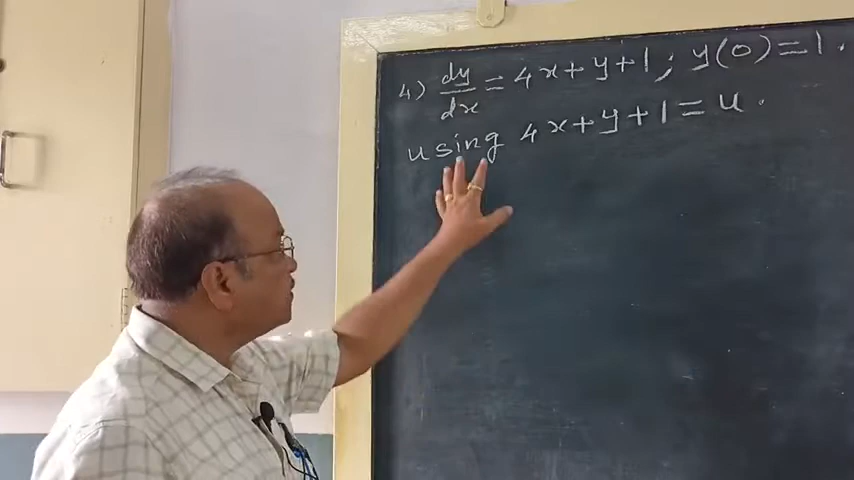 4) dy/dx = 4x+y+1; y(0)=1.
using 4x+y+1=u.